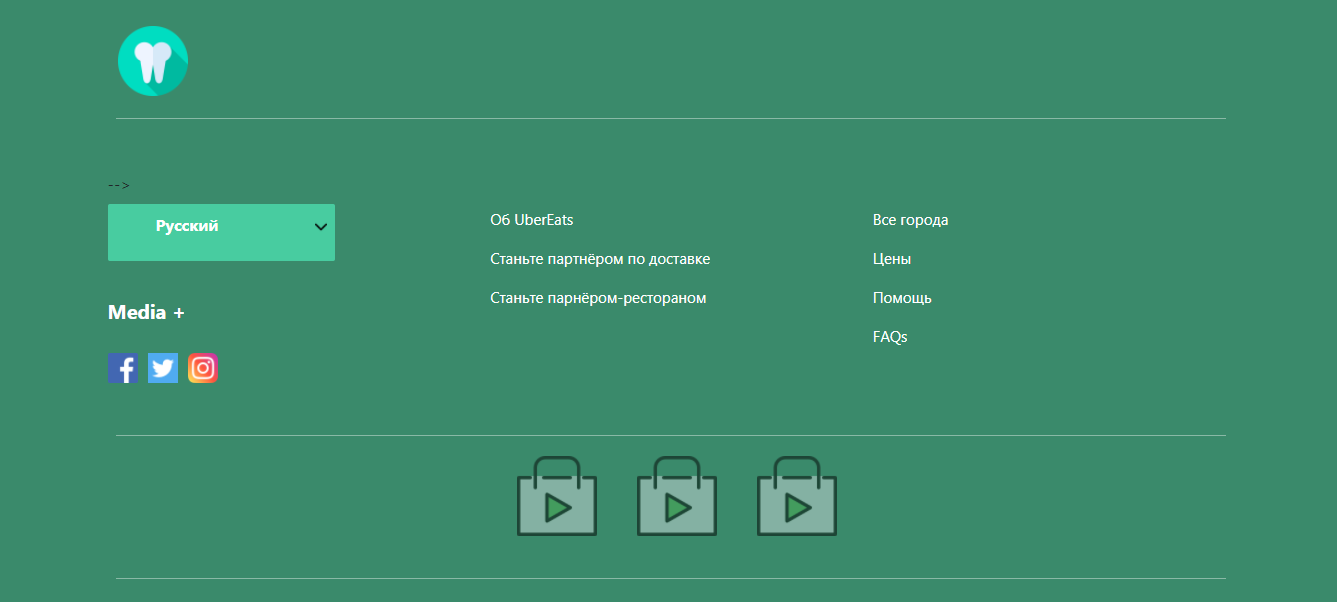 -->
Русский
Media +
Об UberEats
Станьте партнёром по доставке
Станьте парнёром-рестораном
Все города
Цены
Помощь
FAQs